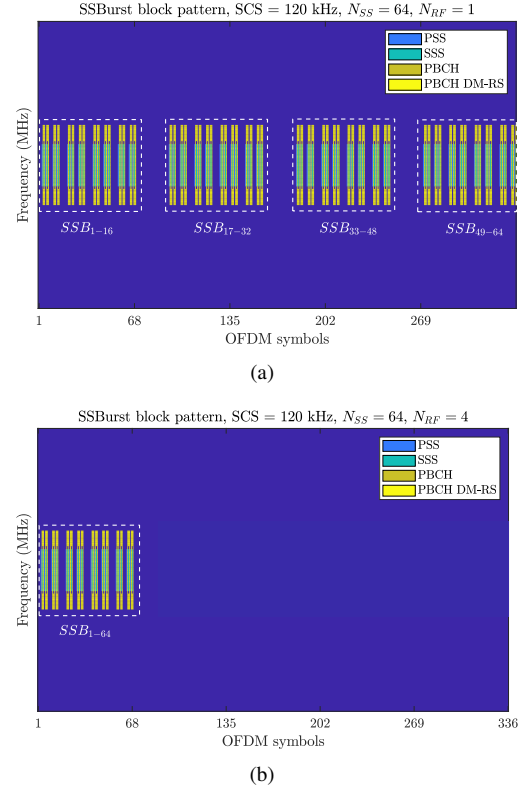 SSBurst block pattern, SCS = 120 kHz, N_SS = 64, N_RF = 1
PSS
SSS
PBCH
PBCH DM-RS
Frequency (MHz)
SSB_1−16
SSB_17−32
SSB_33−48
SSB_49−64
1
68
135
202
269
OFDM symbols
(a)
SSBurst block pattern, SCS = 120 kHz, N_SS = 64, N_RF = 4
PSS
SSS
PBCH
PBCH DM-RS
Frequency (MHz)
SSB_1−64
1
68
135
202
269
336
OFDM symbols
(b)